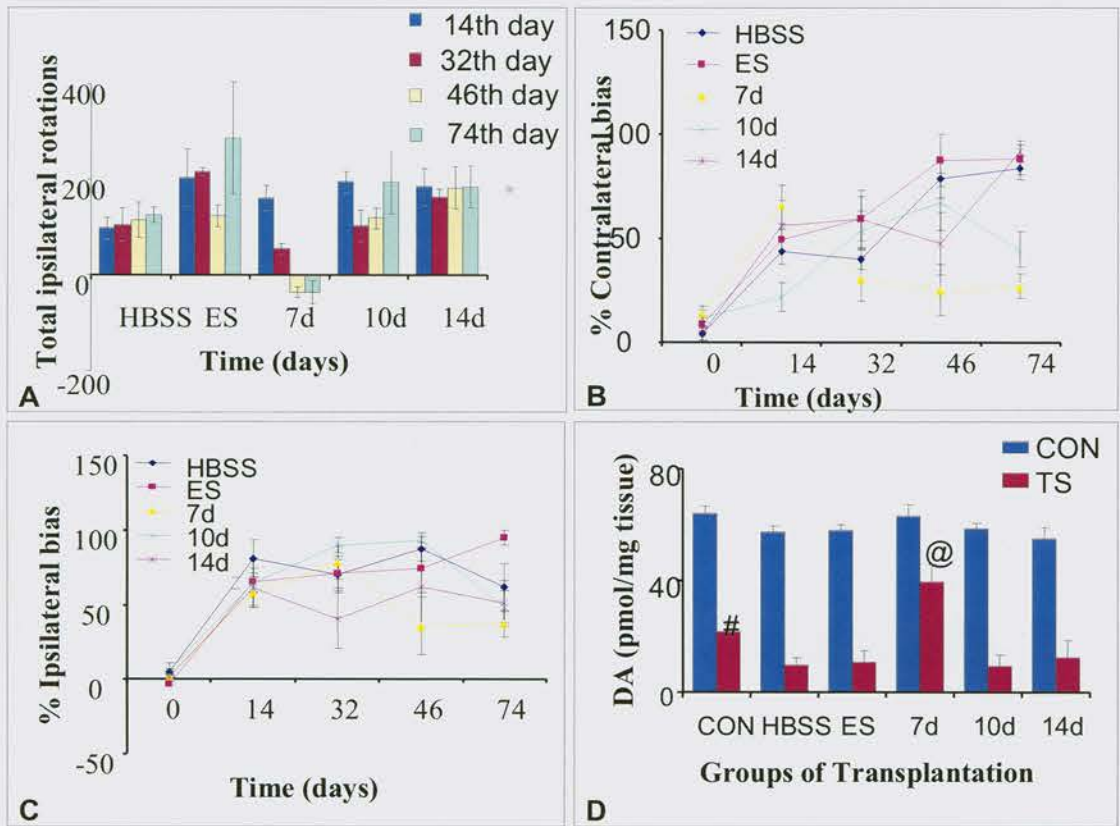 14th day
32th day
46th day
74th day
400
200
0
-200
Total ipsilateral rotations
HBSS ES 7d 10d 14d
Time (days)
*
A
150
100
50
0
% Contralateral bias
HBSS
ES
7d
10d
14d
0 14 32 46 74
Time (days)
B
150
100
50
0
-50
% Ipsilateral bias
HBSS
ES
7d
10d
14d
0 14 32 46 74
Time (days)
C
CON
TS
80
40
0
DA (pmol/mg tissue)
#
@
CON HBSS ES 7d 10d 14d
Groups of Transplantation
D